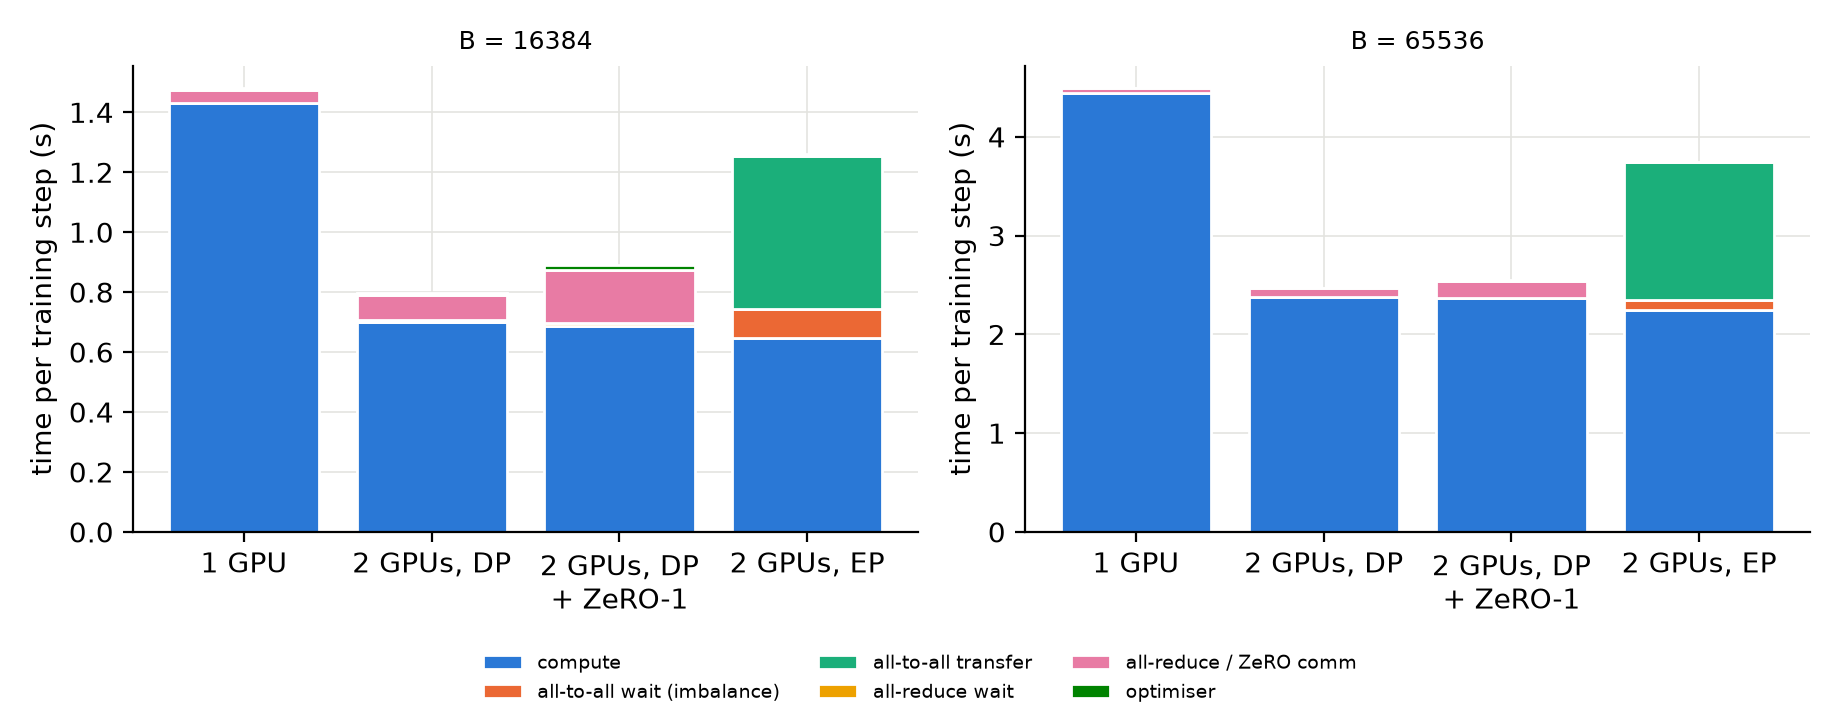 B = 16384
time per training step (s)
1.4
1.2
1.0
0.8
0.6
0.4
0.2
0.0
1 GPU
2 GPUs, DP
2 GPUs, DP
+ ZeRO-1
2 GPUs, EP
B = 65536
time per training step (s)
4
3
2
1
0
1 GPU
2 GPUs, DP
2 GPUs, DP
+ ZeRO-1
2 GPUs, EP
compute
all-to-all wait (imbalance)
all-to-all transfer
all-reduce wait
all-reduce / ZeRO comm
optimiser